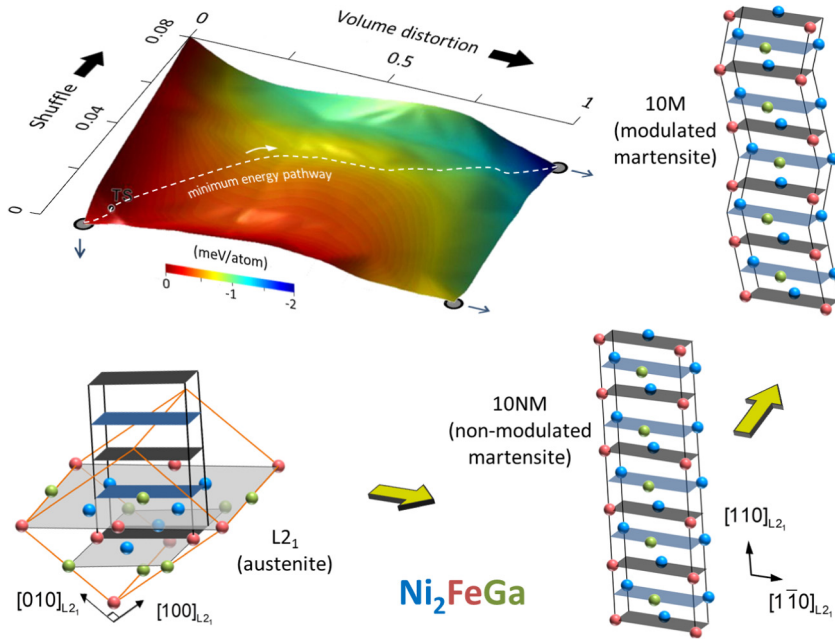 Volume distortion
0
0.5
1
Shuffle
0.08
0.04
0
TS
minimum energy pathway
(meV/atom)
0
-1
-2
10M
(modulated
martensite)
10NM
(non-modulated
martensite)
L2₁
(austenite)
[010]L2₁
[100]L2₁
Ni₂FeGa
[110]L2₁
[11̄0]L2₁